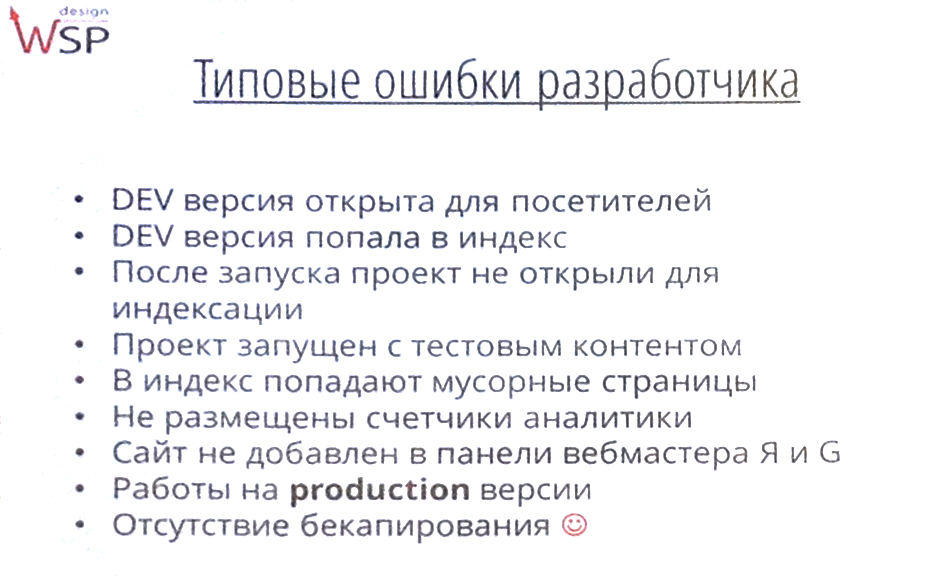 design
WSP
Типовые ошибки разработчика
• DEV версия открыта для посетителей
• DEV версия попала в индекс
• После запуска проект не открыли для
индексации
• Проект запущен с тестовым контентом
• В индекс попадают мусорные страницы
• Не размещены счетчики аналитики
• Сайт не добавлен в панели вебмастера Я и G
• Работы на production версии
• Отсутствие бекапирования ☺